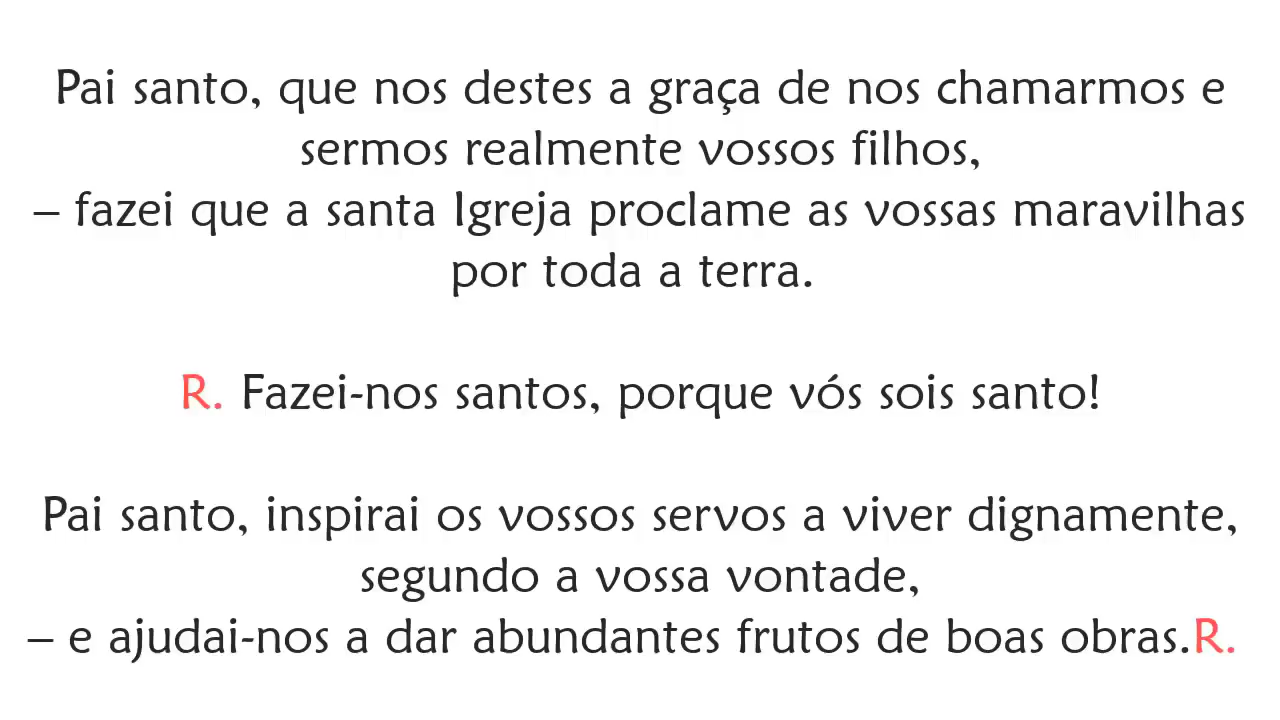 Pai santo, que nos destes a graça de nos chamarmos e
sermos realmente vossos filhos,
– fazei que a santa Igreja proclame as vossas maravilhas
por toda a terra.
R. Fazei-nos santos, porque vós sois santo!
Pai santo, inspirai os vossos servos a viver dignamente,
segundo a vossa vontade,
– e ajudai-nos a dar abundantes frutos de boas obras.R.